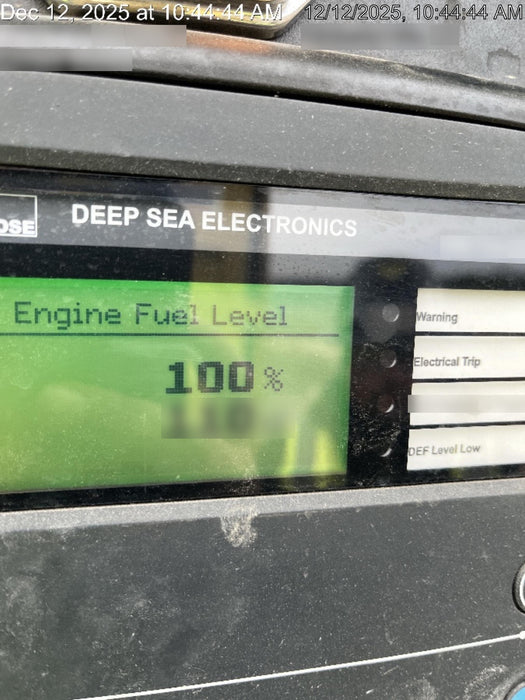 Dec 12, 2025 at 10:44:44 AM
12/12/2025, 10:44:44 AM
DSE
DEEP SEA ELECTRONICS
Engine Fuel Level
100%
Warning
Electrical Trip
DEF Level Low